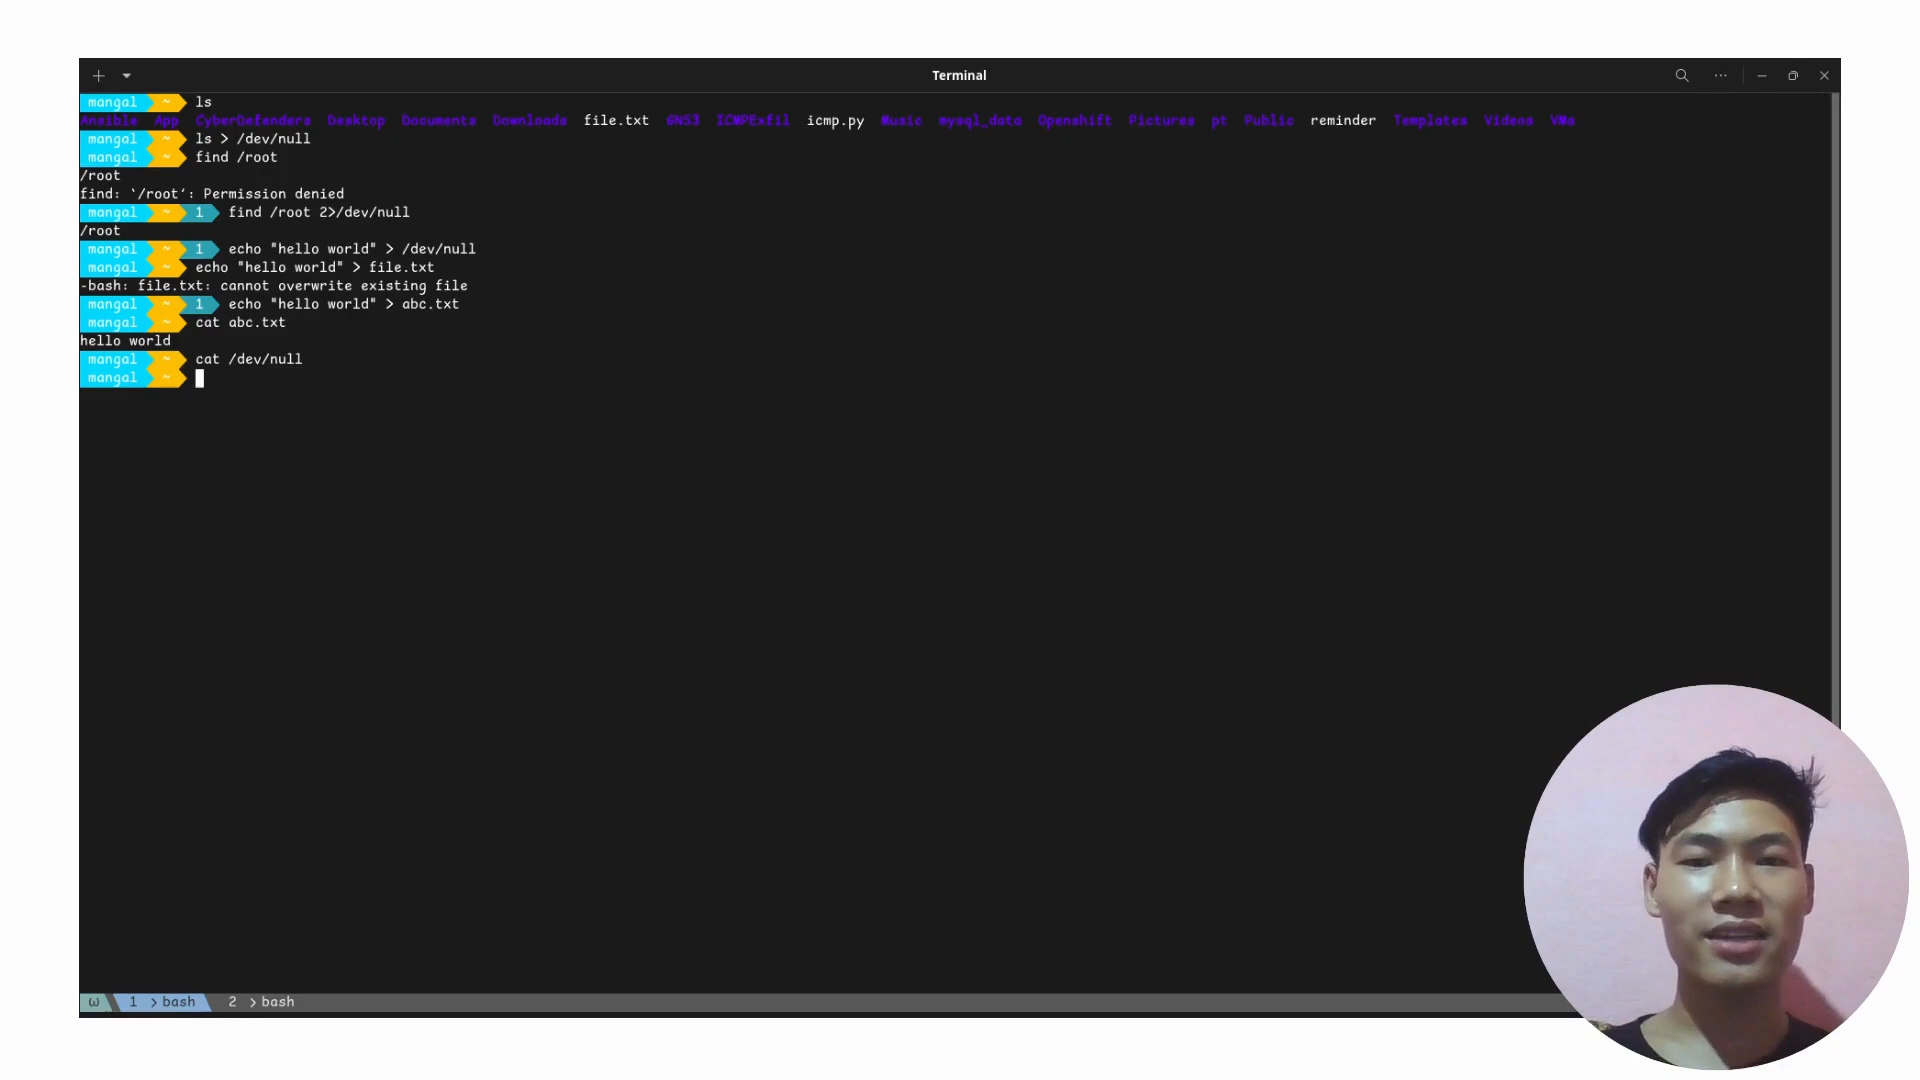 Terminal
mangal ~ ls
Ansible App CyberDefenders Desktop Documents Downloads file.txt GNS3 ICMPExfil icmp.py Music mysql_data Openshift Pictures pt Public reminder Templates Videos VMs
mangal ~ ls > /dev/null
mangal ~ find /root
/root
find: ‘/root’: Permission denied
mangal ~ 1 find /root 2>/dev/null
/root
mangal ~ 1 echo "hello world" > /dev/null
mangal ~ echo "hello world" > file.txt
-bash: file.txt: cannot overwrite existing file
mangal ~ 1 echo "hello world" > abc.txt
mangal ~ cat abc.txt
hello world
mangal ~ cat /dev/null
mangal ~
ω 1 > bash 2 > bash